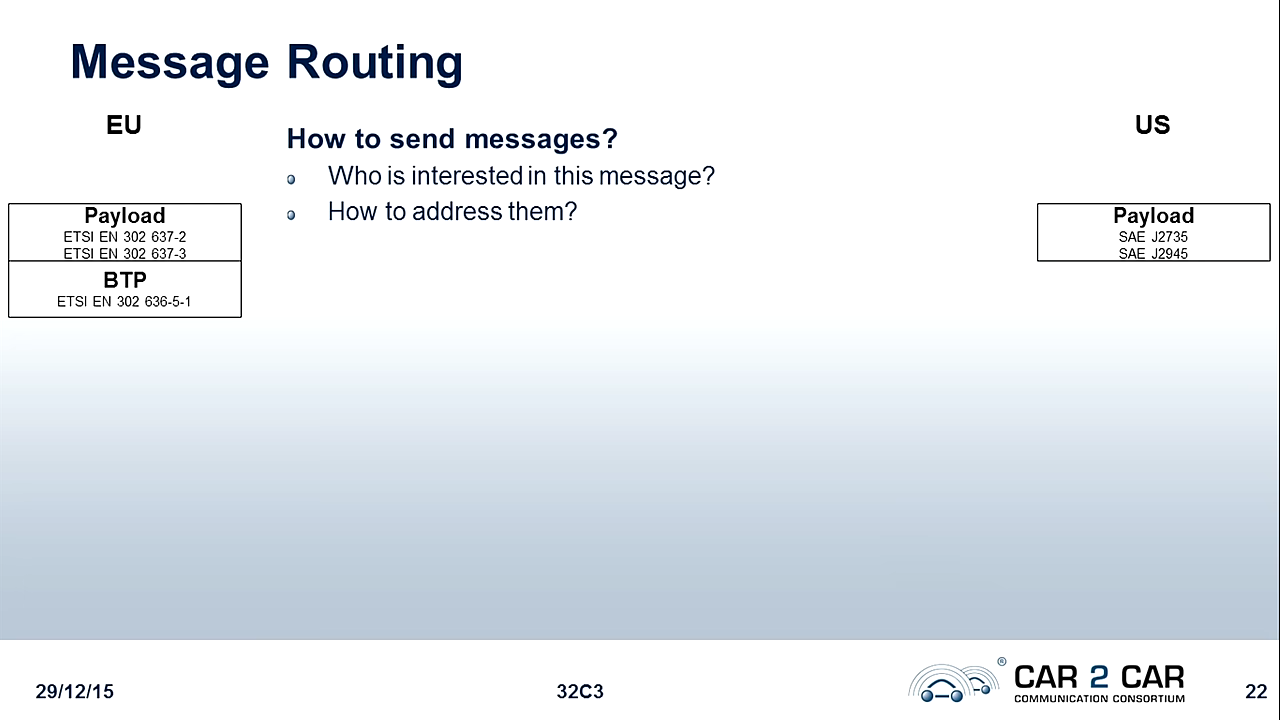 Message Routing
EU
How to send messages?
US
Who is interested in this message?
How to address them?
Payload
ETSI EN 302 637-2
ETSI EN 302 637-3
BTP
ETSI EN 302 636-5-1
Payload
SAE J2735
SAE J2945
29/12/15
32C3
® CAR 2 CAR
COMMUNICATION CONSORTIUM
22